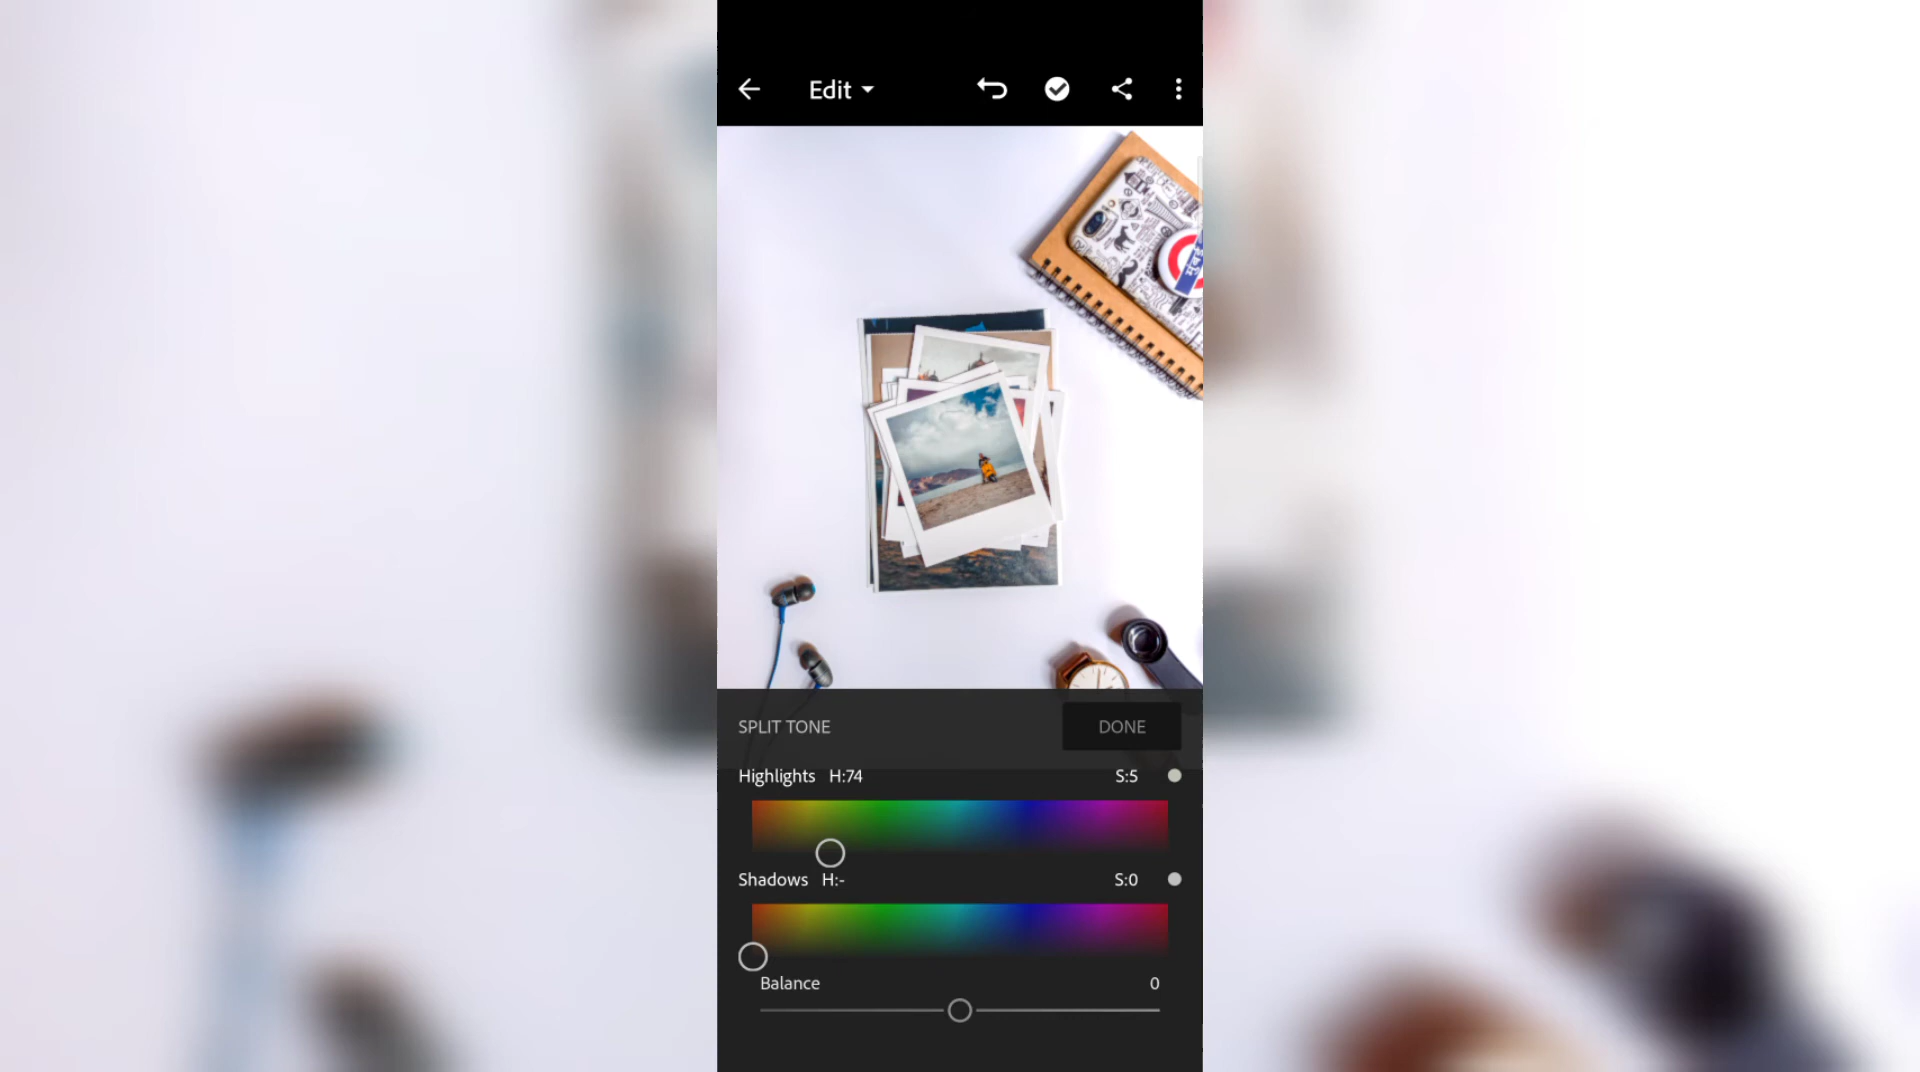 Edit
SPLIT TONE
DONE
Highlights H:74 S:5
Shadows H:- S:0
Balance 0